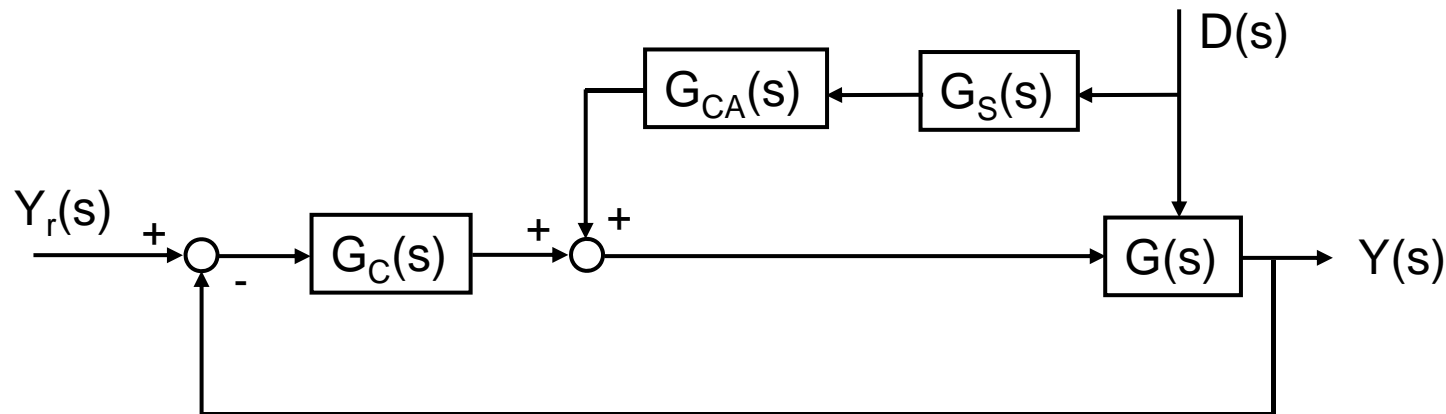 D(s)
G_CA(s)
G_S(s)
Y_r(s)
+
+
+
G_C(s)
G(s)
Y(s)
-